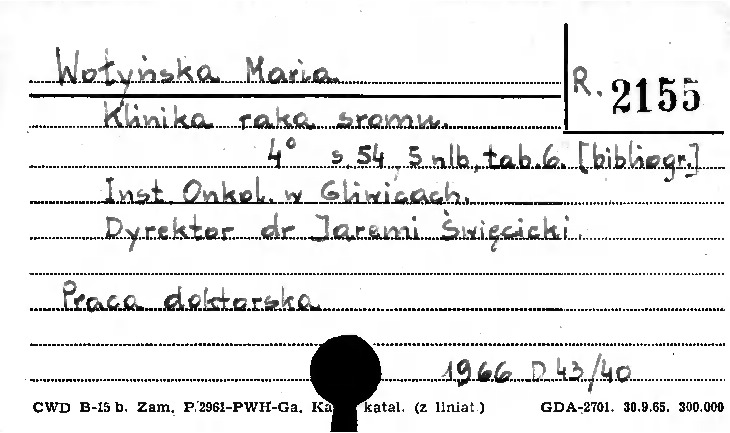 Wołyńska Maria
R. 2155
Klinika raka sromu.
4° s. 54, 5 nlb, tab. 6. [bibliogr.]
Inst. Onkol. w Gliwicach.
Dyrektor dr Jaremi Święcicki.
Praca doktorska
1966 D 43/40
CWD B-15 b. Zam. P/2961-PWH-Ga. katal. (z liniat.) GDA-2701. 30.9.65. 300.000